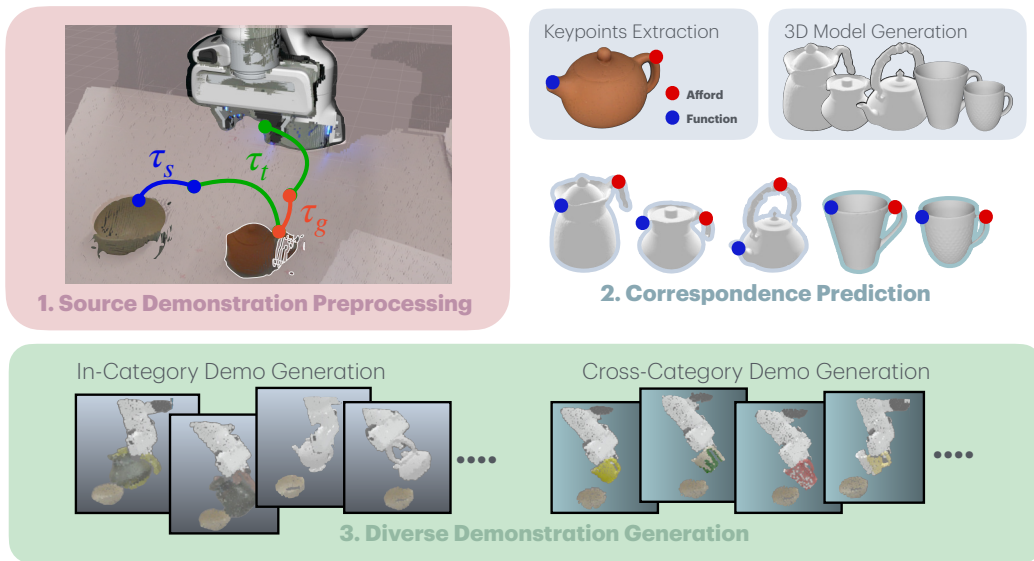 τs
τt
τg
1. Source Demonstration Preprocessing
Keypoints Extraction
Afford
Function
3D Model Generation
2. Correspondence Prediction
In-Category Demo Generation
Cross-Category Demo Generation
3. Diverse Demonstration Generation